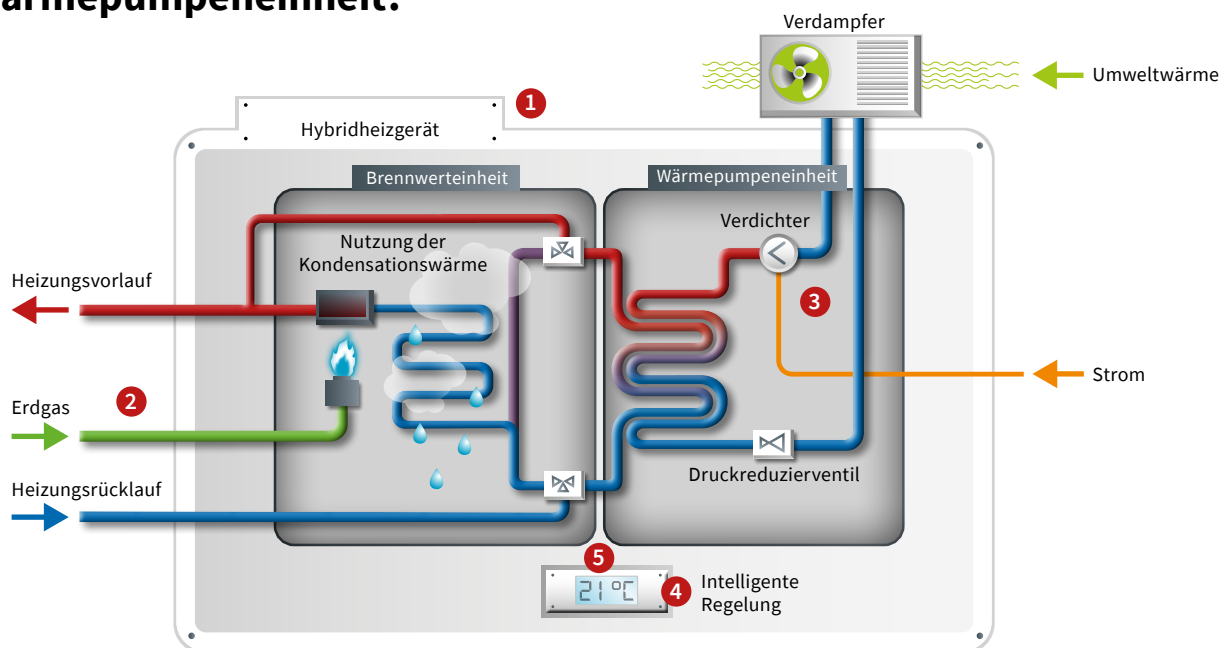 ärmepumpeneinheit:
Verdampfer
Umweltwärme
1
Hybridheizgerät
Brennwerteinheit
Wärmepumpeneinheit
Verdichter
Nutzung der
Kondensationswärme
Heizungsvorlauf
3
Strom
2
Erdgas
Druckreduzierventil
Heizungsrücklauf
5
21 °C
4
Intelligente
Regelung